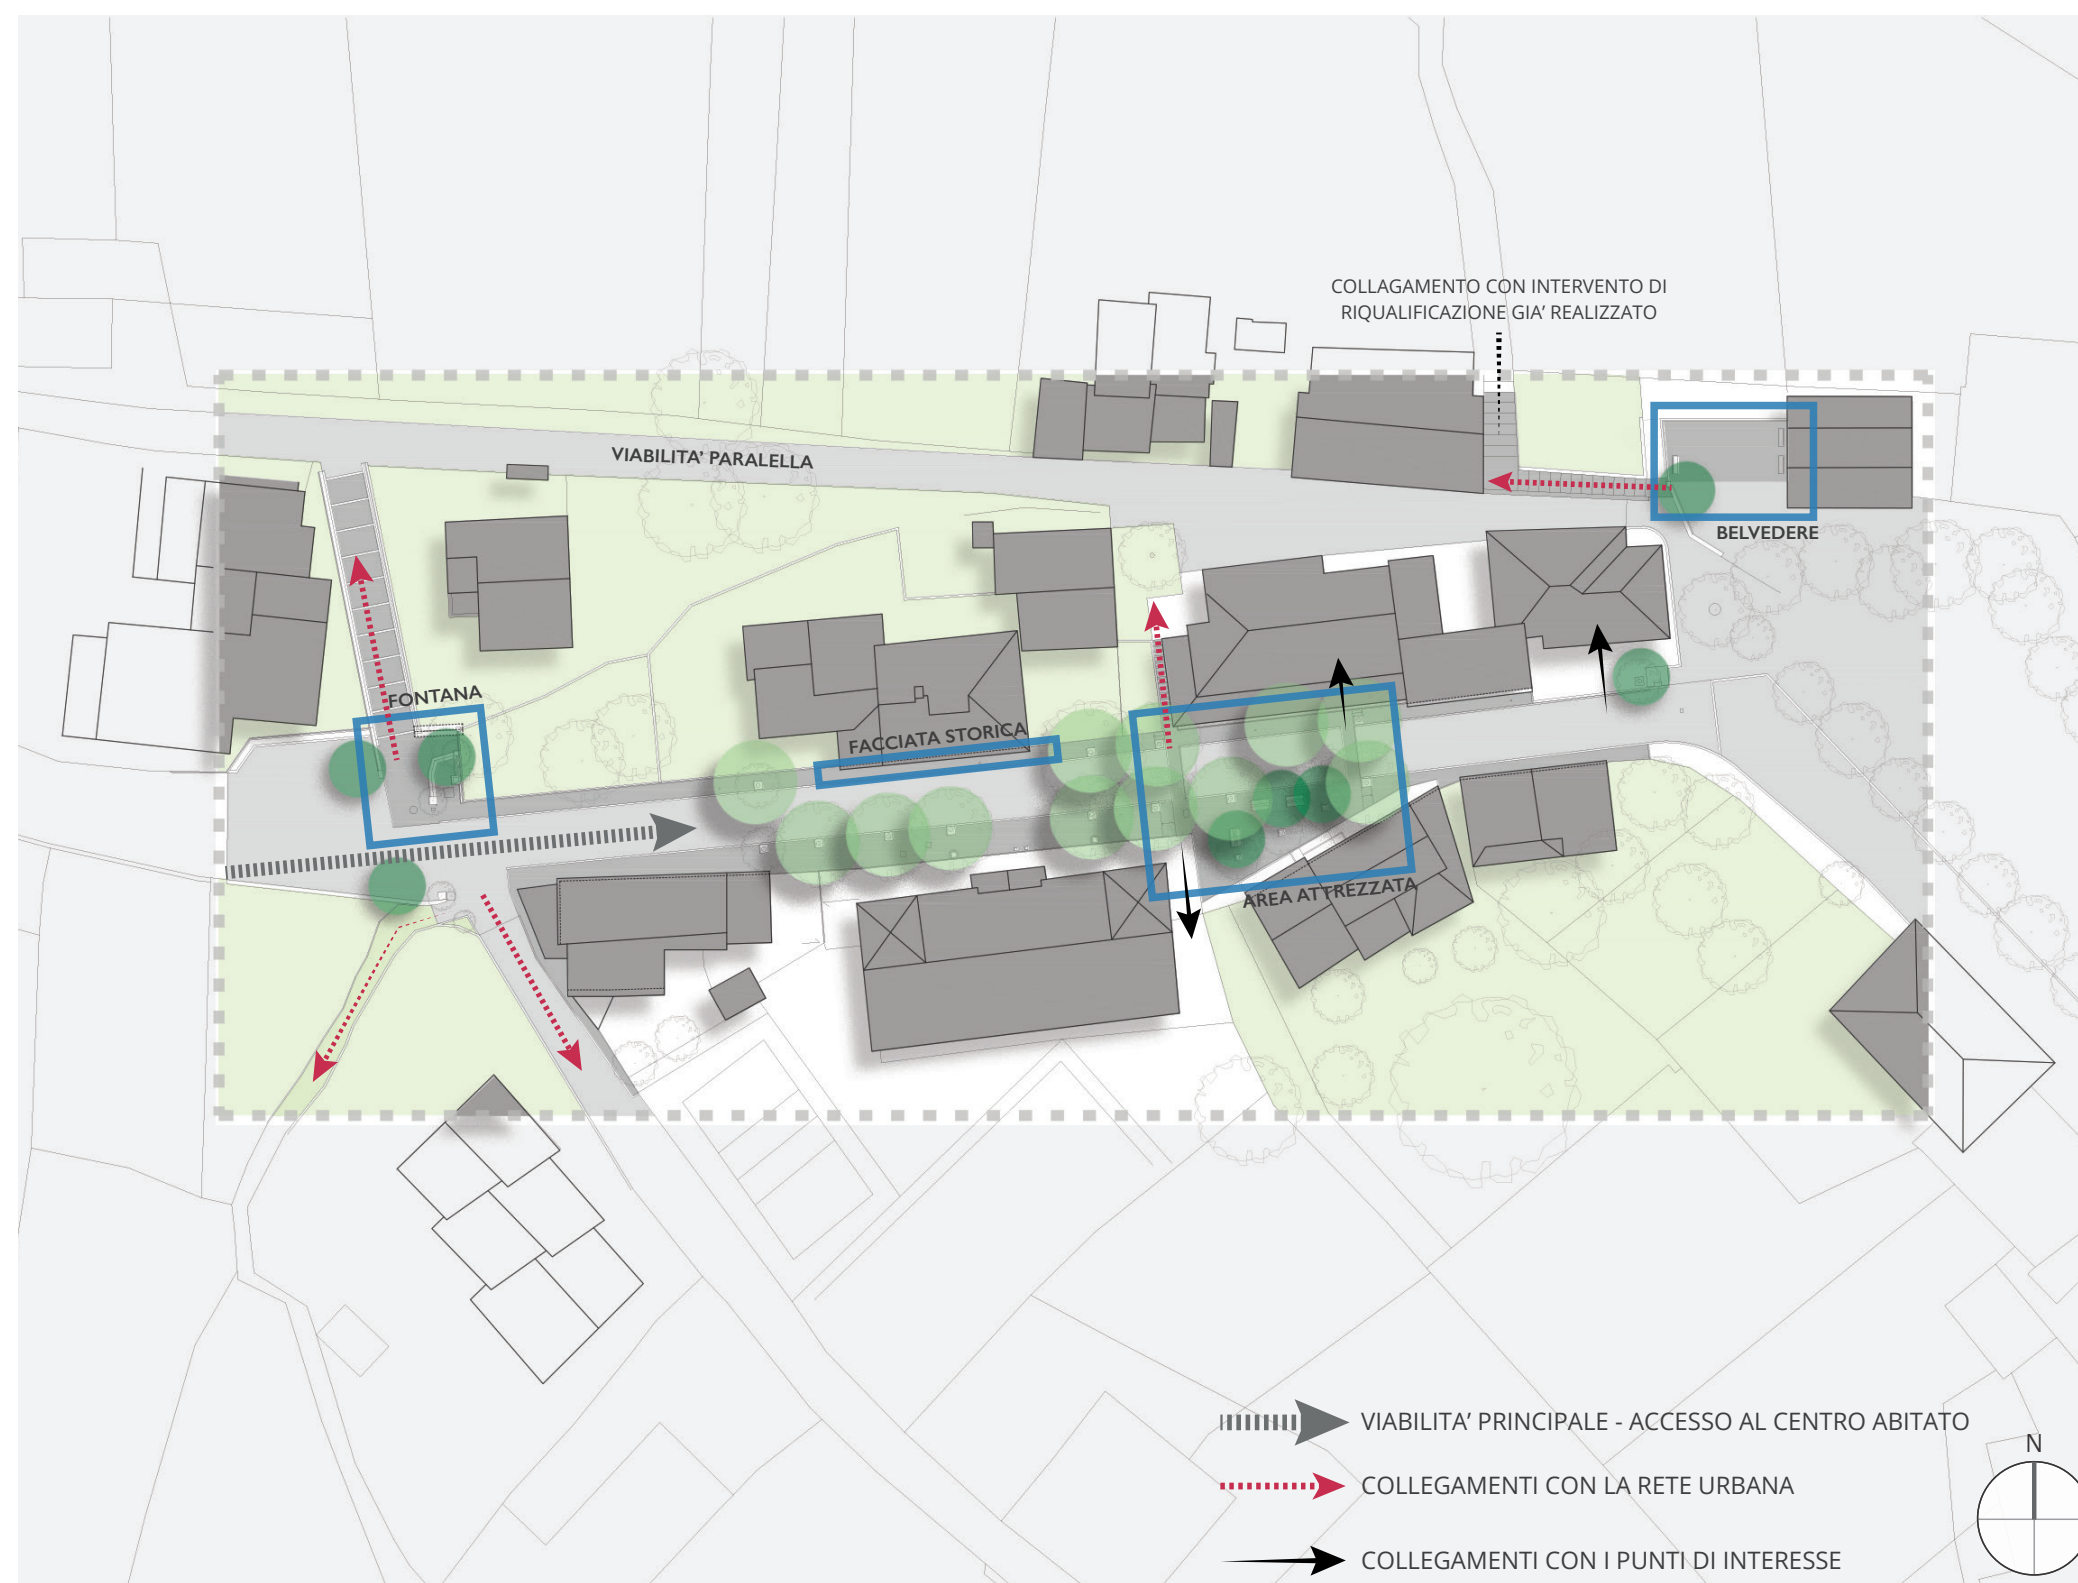 COLLAGAMENTO CON INTERVENTO DI
RIQUALIFICAZIONE GIA’ REALIZZATO
VIABILITA’ PARALELLA
BELVEDERE
FONTANA
FACCIATA STORICA
AREA ATTREZZATA
VIABILITA’ PRINCIPALE - ACCESSO AL CENTRO ABITATO
N
COLLEGAMENTI CON LA RETE URBANA
COLLEGAMENTI CON I PUNTI DI INTERESSE